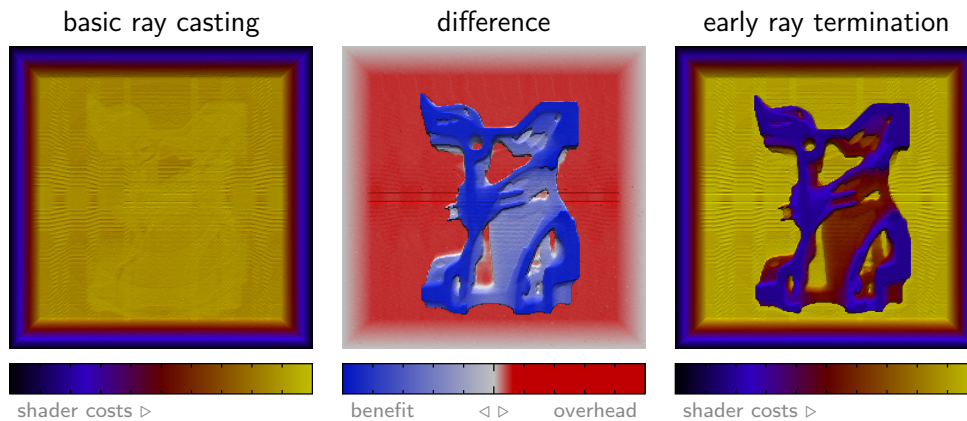 basic ray casting
difference
early ray termination
shader costs ▷
benefit ◁ ▷ overhead
shader costs ▷